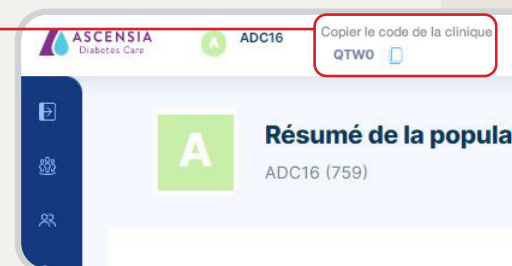 ASCENSIA
Diabetes Care
A
ADC16
Copier le code de la clinique
QTW0
A
Résumé de la popula
ADC16 (759)